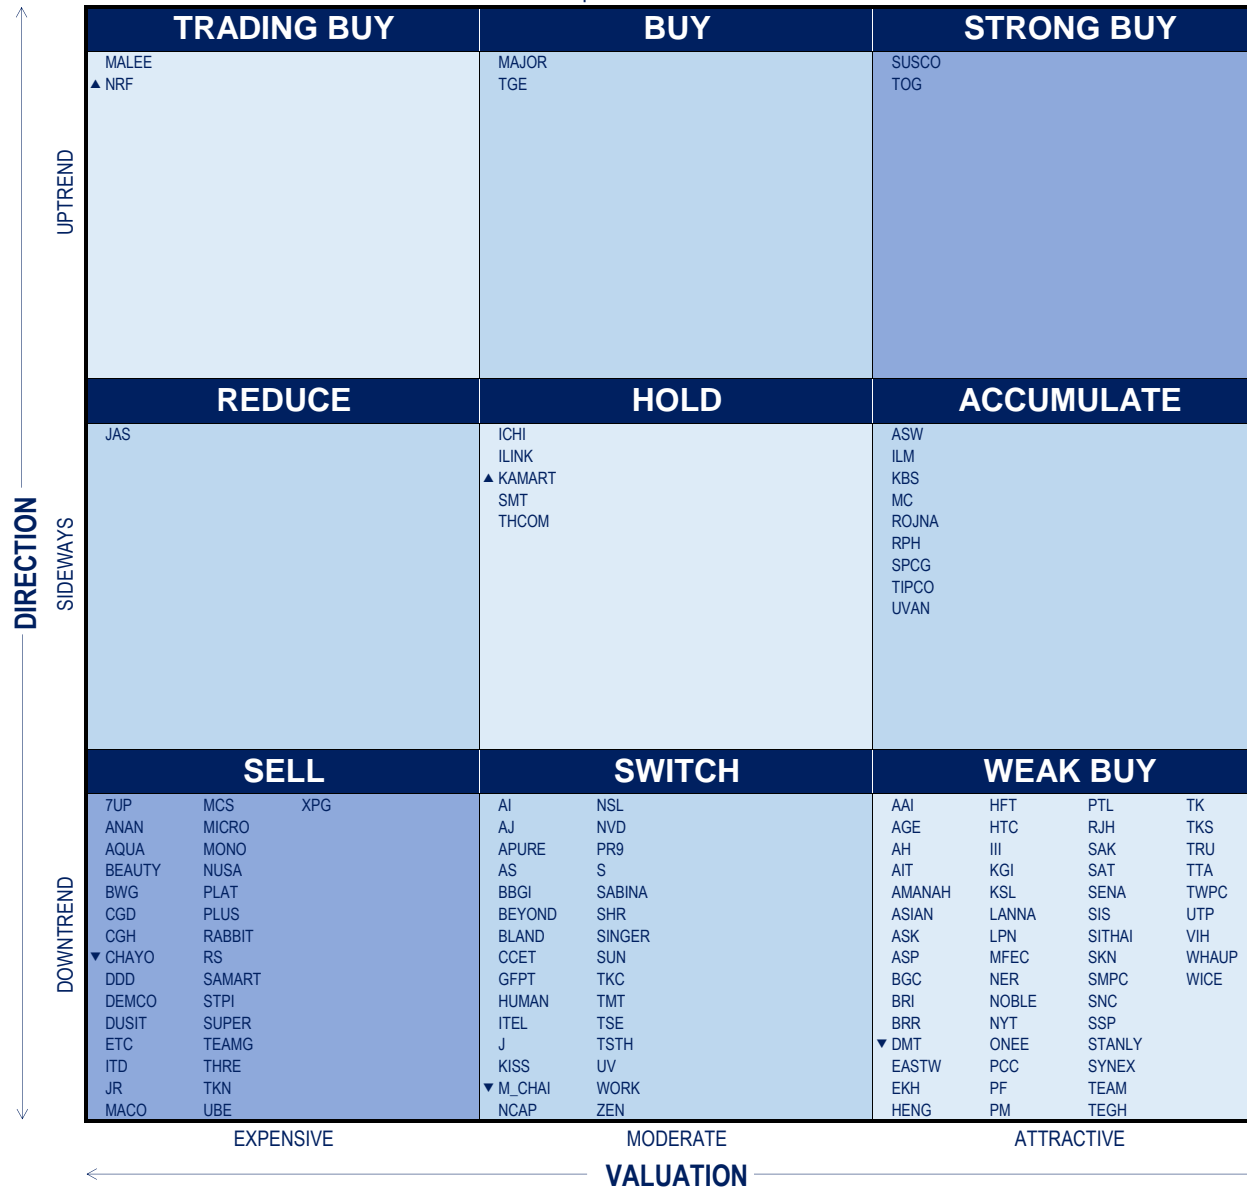 TRADING BUY BUY STRONG BUY
MALEE MAJOR SUSCO
▲ NRF TGE TOG
UPTREND
REDUCE HOLD ACCUMULATE
JAS ICHI ASW
ILINK ILM
▲ KAMART KBS
SMT MC
THCOM ROJNA
RPH
SPCG
TIPCO
UVAN
SIDEWAYS
DIRECTION
SELL SWITCH WEAK BUY
7UP MCS XPG AI NSL AAI HFT PTL TK
ANAN MICRO AJ NVD AGE HTC RJH TKS
AQUA MONO APURE PR9 AH III SAK TRU
BEAUTY NUSA AS S AIT KGI SAT TTA
BWG PLAT BBGI SABINA AMANAH KSL SENA TWPC
CGD PLUS BEYOND SHR ASIAN LANNA SIS UTP
CGH RABBIT BLAND SINGER ASK LPN SITHAI VIH
▼ CHAYO RS CCET SUN ASP MFEC SKN WHAUP
DDD SAMART GFPT TKC BGC NER SMPC WICE
DEMCO STPI HUMAN TMT BRI NOBLE SNC
DUSIT SUPER ITEL TSE BRR NYT SSP
ETC TEAMG J TSTH ▼ DMT ONEE STANLY
ITD THRE KISS UV EASTW PCC SYNEX
JR TKN ▼ M_CHAI WORK EKH PF TEAM
MACO UBE NCAP ZEN HENG PM TEGH
DOWNTREND
EXPENSIVE MODERATE ATTRACTIVE
VALUATION